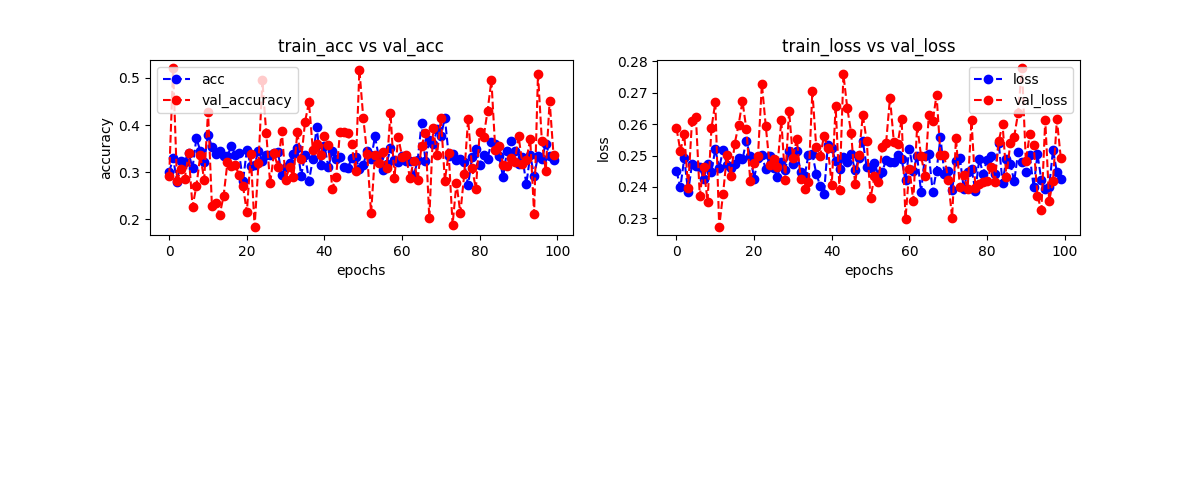 train_acc vs val_acc
acc
val_accuracy
accuracy
0.5
0.4
0.3
0.2
0 20 40 60 80 100
epochs
train_loss vs val_loss
loss
val_loss
loss
0.28
0.27
0.26
0.25
0.24
0.23
0 20 40 60 80 100
epochs